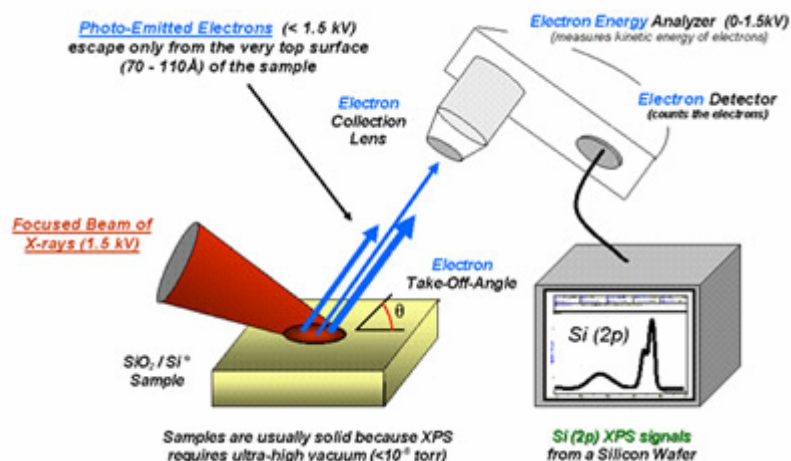 Photo-Emitted Electrons (< 1.5 kV)
escape only from the very top surface
(70 - 110Å) of the sample
Electron Energy Analyzer (0-1.5kV)
(measures kinetic energy of electrons)
Electron
Collection
Lens
Electron Detector
(counts the electrons)
Focused Beam of
X-rays (1.5 kV)
Electron
Take-Off-Angle
θ
SiO₂ / Si°
Sample
Si (2p)
Samples are usually solid because XPS
requires ultra-high vacuum (<10⁻⁸ torr)
Si (2p) XPS signals
from a Silicon Wafer